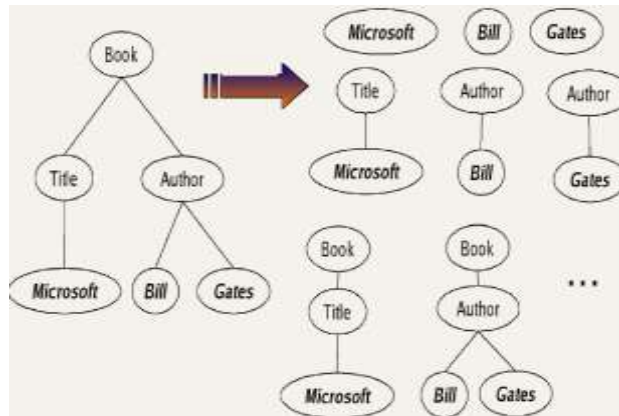 Book
Title Author
Microsoft Bill Gates
Microsoft Bill Gates
Title Author Author
Microsoft Bill Gates
Book Book
Title Author
Microsoft Bill Gates
...